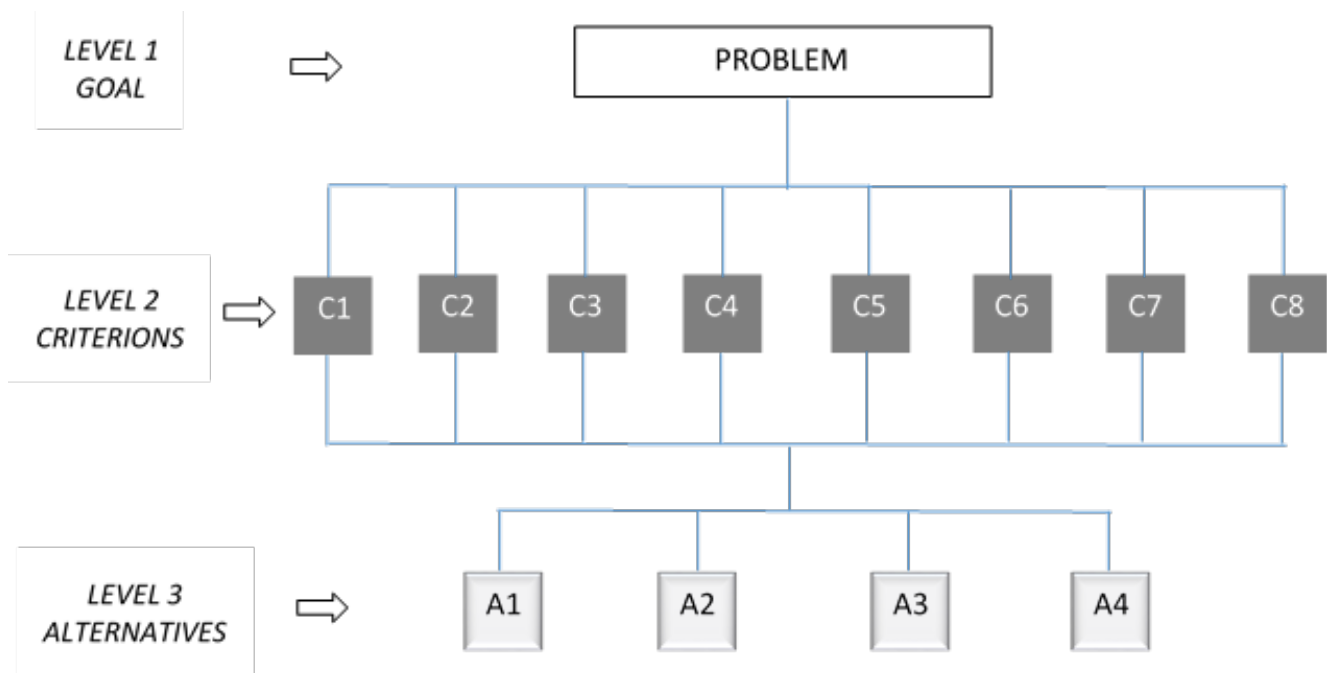 LEVEL 1
GOAL
PROBLEM
LEVEL 2
CRITERIONS
C1
C2
C3
C4
C5
C6
C7
C8
LEVEL 3
ALTERNATIVES
A1
A2
A3
A4